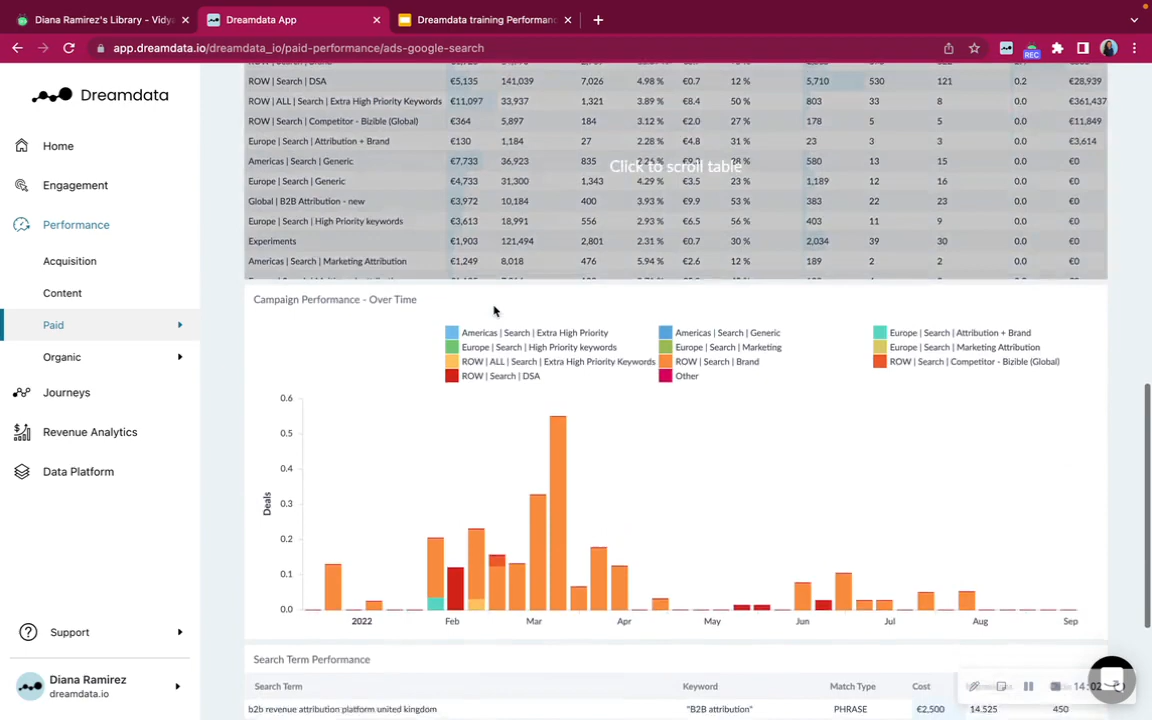 Diana Ramirez's Library - Vidy
Dreamdata App
Dreamdata training Performan
app.dreamdata.io/dreamdata_io/paid-performance/ads-google-search
REC
Dreamdata
Home
Engagement
Performance
Acquisition
Content
Paid
Organic
Journeys
Revenue Analytics
Data Platform
Support
Diana Ramirez
dreamdata.io
ROW | Search | DSA €5,135 141,039 7,026 4.98 % €0.7 12 % 5,710 530 121 0.2 €28,939
ROW | ALL | Search | Extra High Priority Keywords €11,097 33,937 1,321 3.89 % €8.4 50 % 803 33 8 0.0 €361,437
ROW | Search | Competitor - Bizible (Global) €364 5,897 184 3.12 % €2.0 27 % 178 5 5 0.0 €11,849
Europe | Search | Attribution + Brand €130 1,184 27 2.28 % €4.8 31 % 23 3 3 0.0 €3,614
Americas | Search | Generic €7,733 36,923 835 580 13 15 0.0 €0
Click to scroll table
Europe | Search | Generic €4,733 31,300 1,343 4.29 % €3.5 23 % 1,189 12 16 0.0 €0
Global | B2B Attribution - new €3,972 10,184 400 3.93 % €9.9 53 % 383 22 23 0.0 €0
Europe | Search | High Priority keywords €3,613 18,991 556 2.93 % €6.5 56 % 403 11 9 0.0 €0
Experiments €1,903 121,494 2,801 2.31 % €0.7 30 % 2,034 39 30 0.0 €0
Americas | Search | Marketing Attribution €1,249 8,018 476 5.94 % €2.6 12 % 189 2 2 0.0 €0
Campaign Performance - Over Time
Americas | Search | Extra High Priority Americas | Search | Generic Europe | Search | Attribution + Brand
Europe | Search | High Priority keywords Europe | Search | Marketing Europe | Search | Marketing Attribution
ROW | ALL | Search | Extra High Priority Keywords ROW | Search | Brand ROW | Search | Competitor - Bizible (Global)
ROW | Search | DSA Other
0.6
0.5
0.4
0.3
0.2
0.1
0.0
Deals
2022 Feb Mar Apr May Jun Jul Aug Sep
Search Term Performance
Search Term Keyword Match Type Cost
b2b revenue attribution platform united kingdom "B2B attribution" PHRASE €2,500 14.525 450
14:02